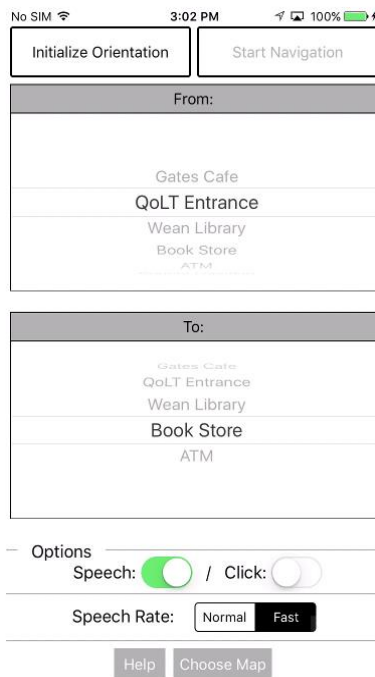 No SIM 3:02 PM 100%
Initialize Orientation Start Navigation
From:
Gates Cafe
QoLT Entrance
Wean Library
Book Store
ATM
To:
Gates Cafe
QoLT Entrance
Wean Library
Book Store
ATM
Options
Speech: / Click:
Speech Rate: Normal Fast
Help Choose Map